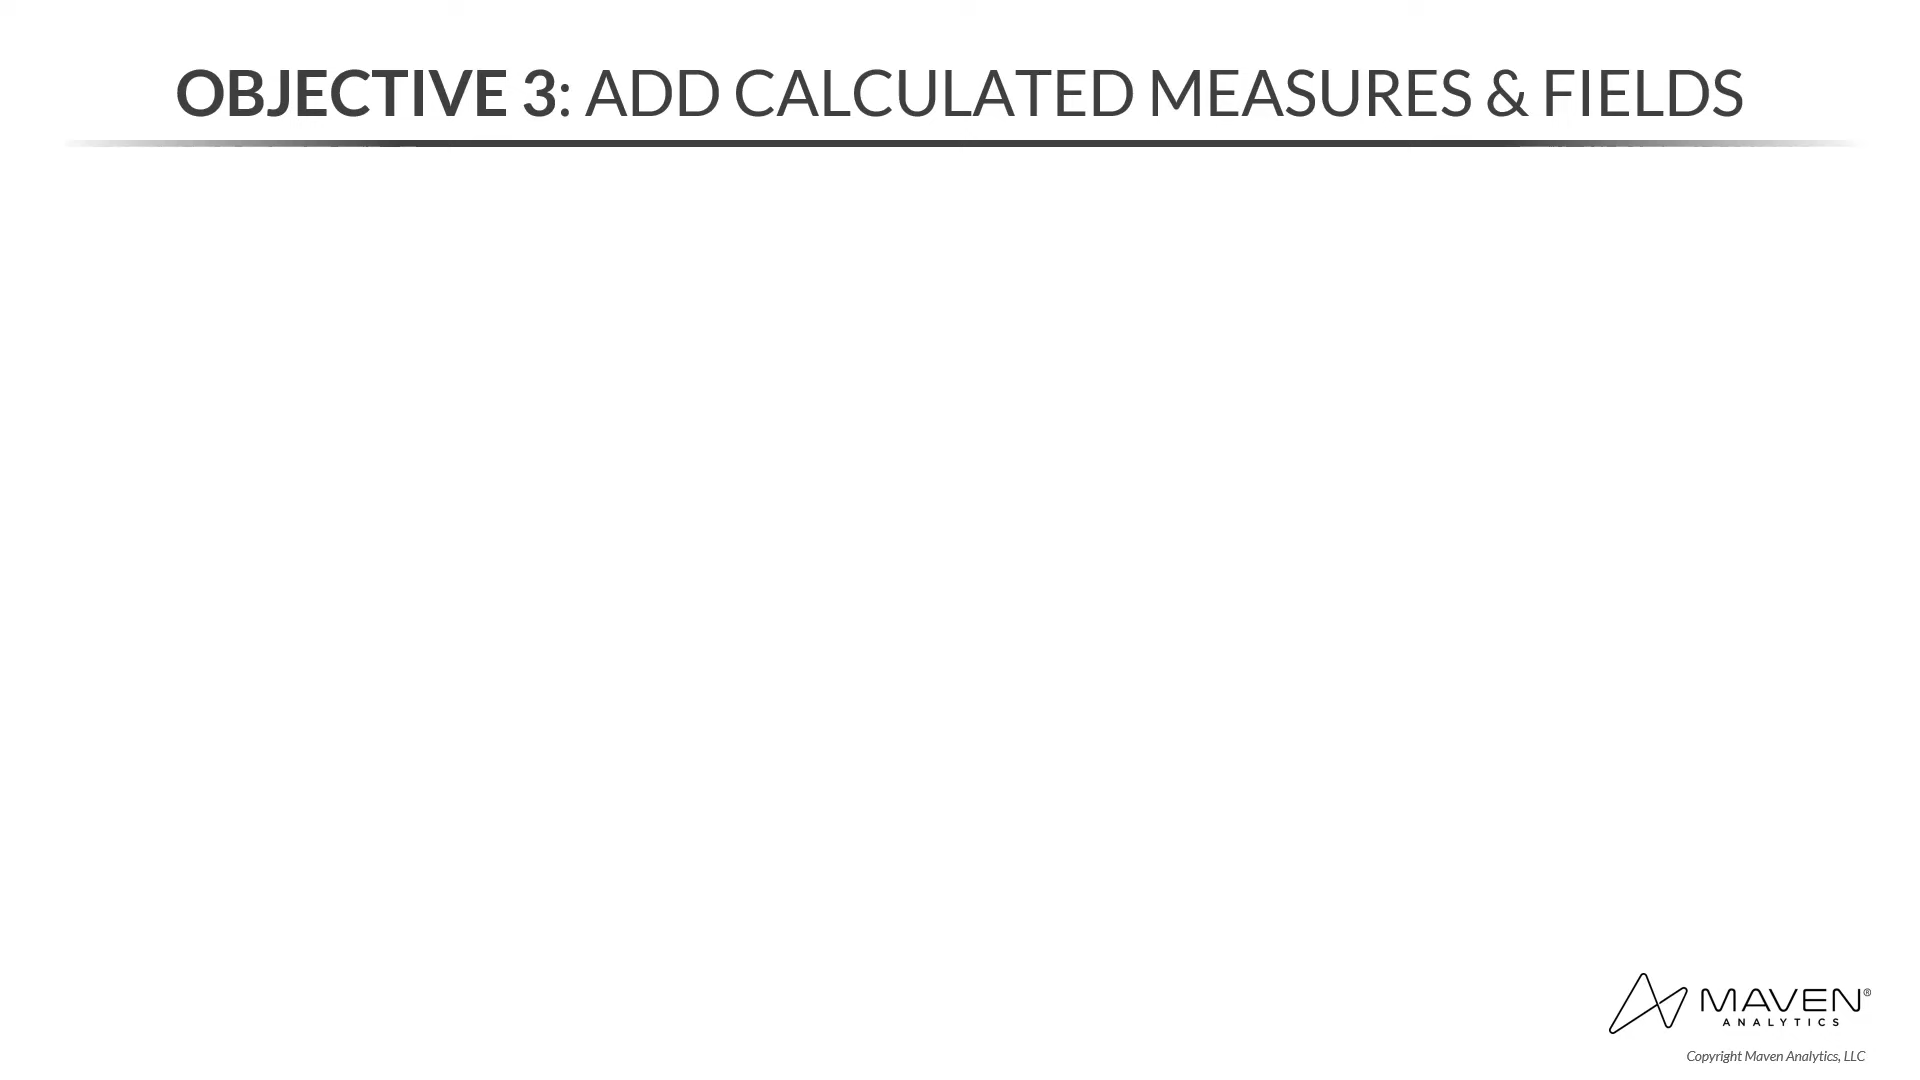 OBJECTIVE 3: ADD CALCULATED MEASURES & FIELDS
MAVEN®
ANALYTICS
Copyright Maven Analytics, LLC